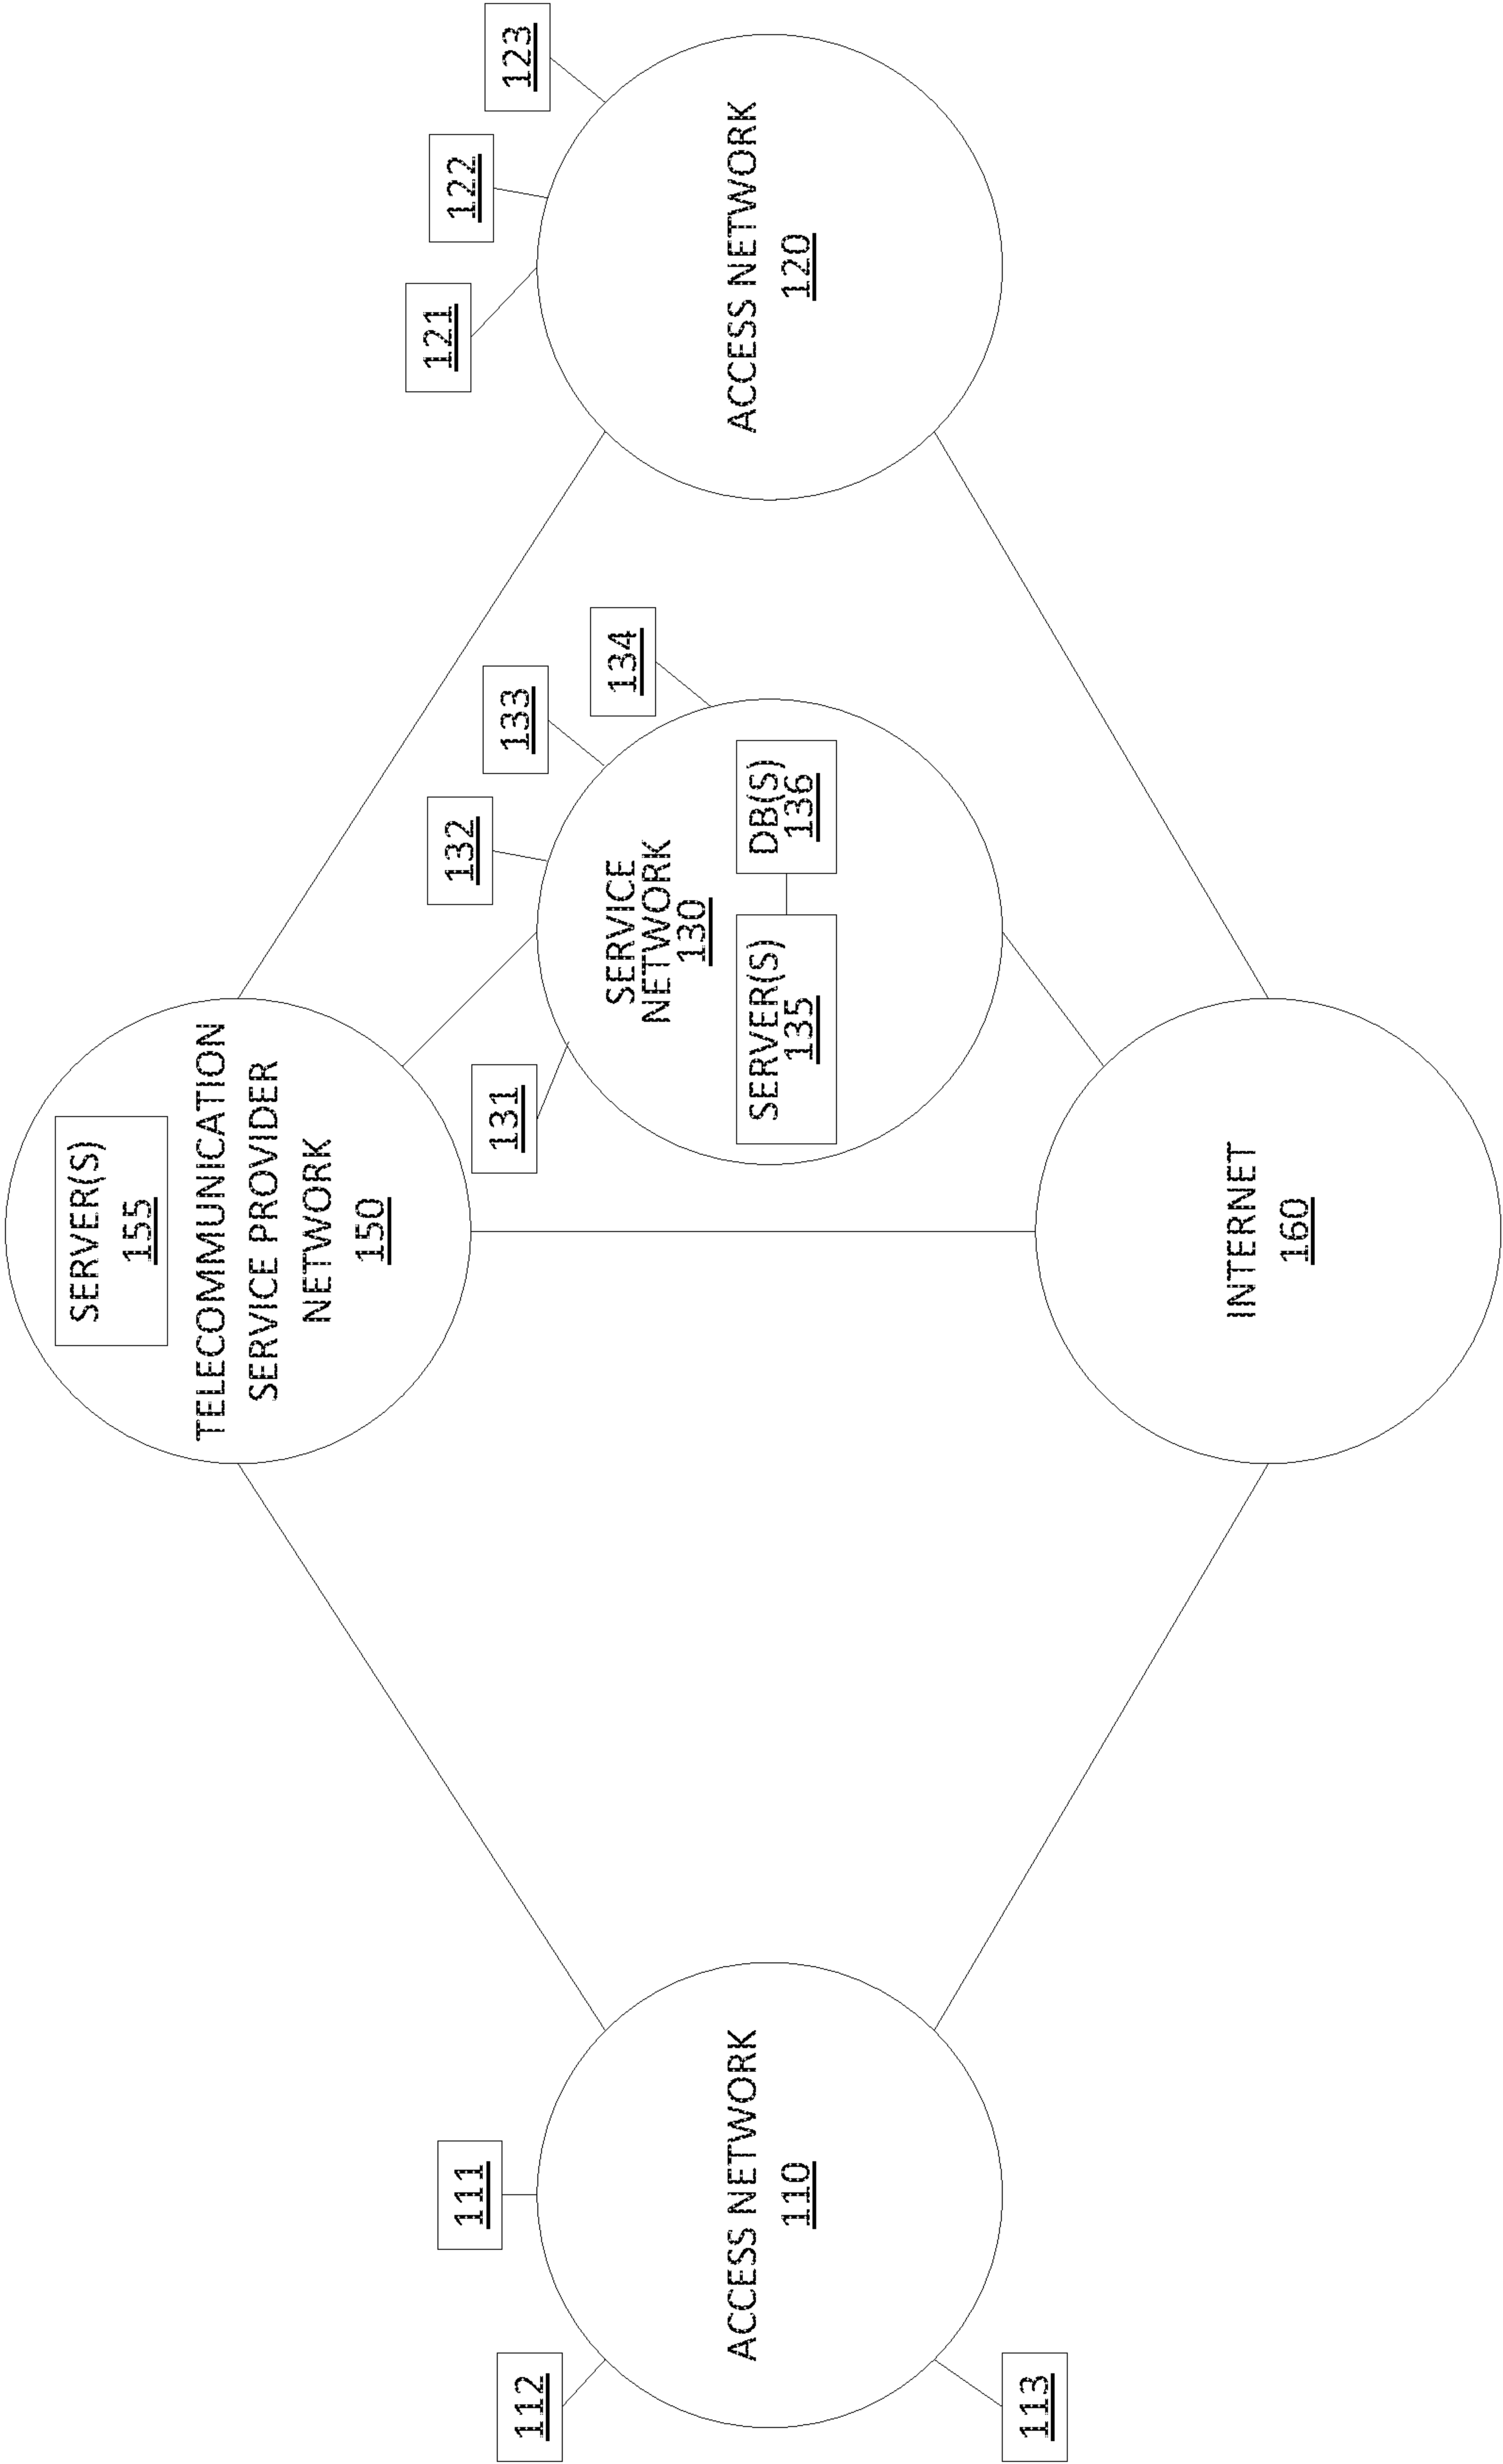 SERVER(S)
155
TELECOMMUNICATION
SERVICE PROVIDER
NETWORK
150
112
111
131
132
133
121
122
123
134
ACCESS NETWORK
110
113
SERVICE
NETWORK
130
SERVER(S)
135
DB(S)
136
ACCESS NETWORK
120
INTERNET
160